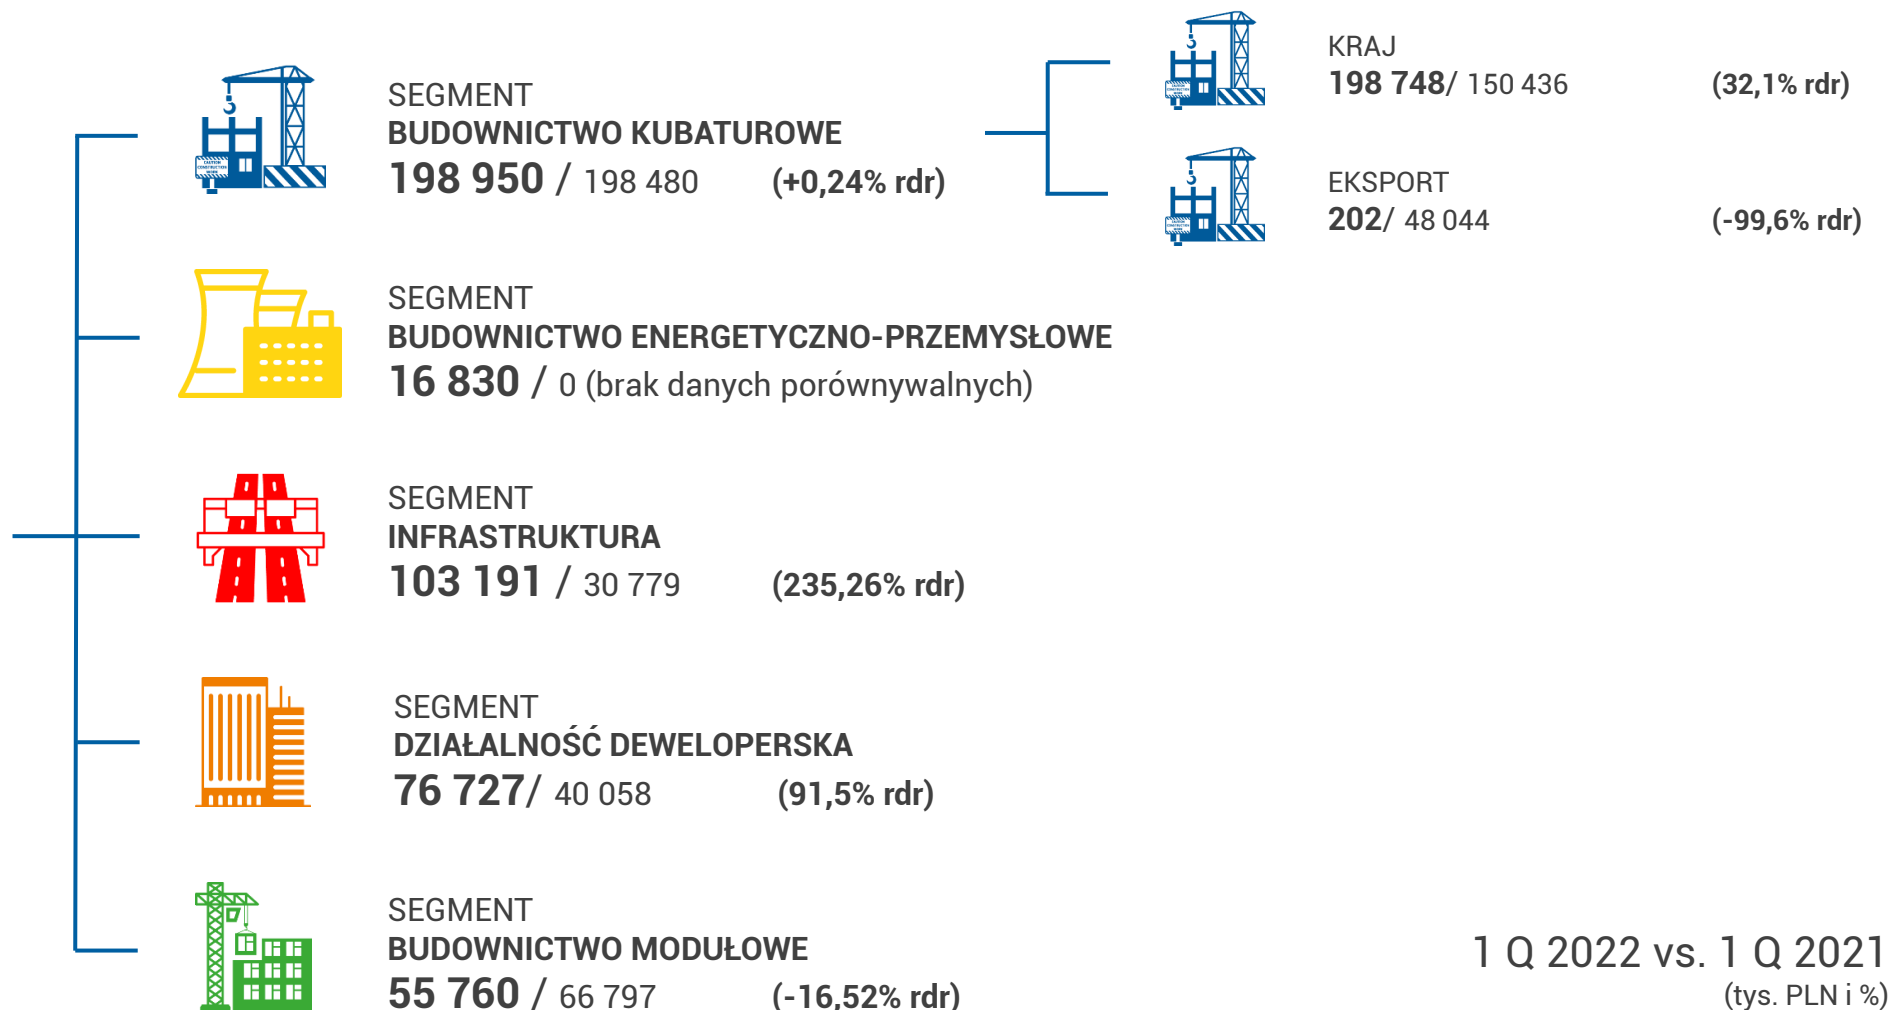 SEGMENT
BUDOWNICTWO KUBATUROWE
198 950 / 198 480 (+0,24% rdr)
KRAJ
198 748/ 150 436 (32,1% rdr)
EKSPORT
202/ 48 044 (-99,6% rdr)
SEGMENT
BUDOWNICTWO ENERGETYCZNO-PRZEMYSŁOWE
16 830 / 0 (brak danych porównywalnych)
SEGMENT
INFRASTRUKTURA
103 191 / 30 779 (235,26% rdr)
SEGMENT
DZIAŁALNOŚĆ DEWELOPERSKA
76 727/ 40 058 (91,5% rdr)
SEGMENT
BUDOWNICTWO MODUŁOWE
55 760 / 66 797 (-16,52% rdr)
1 Q 2022 vs. 1 Q 2021
(tys. PLN i %)